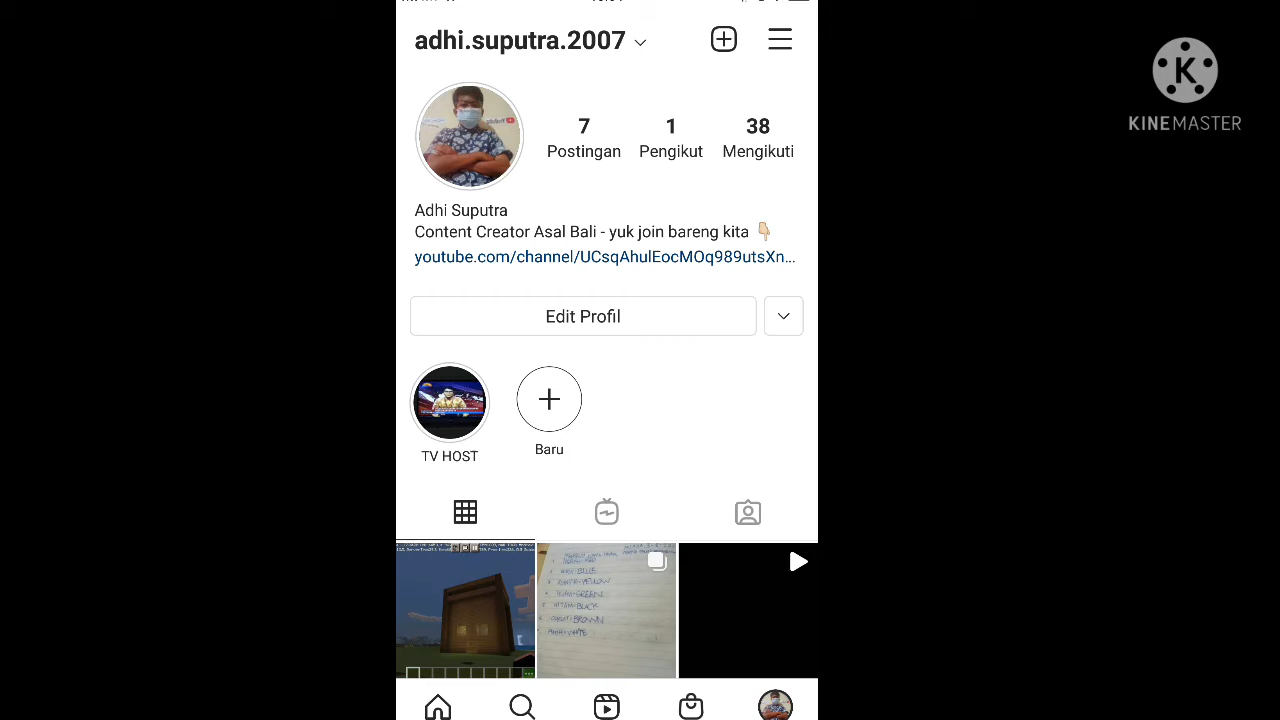 adhi.suputra.2007
KINEMASTER
7 1 38
Postingan Pengikut Mengikuti
Adhi Suputra
Content Creator Asal Bali - yuk join bareng kita
youtube.com/channel/UCsqAhulEocMOq989utsXn...
Edit Profil
TV HOST
Baru